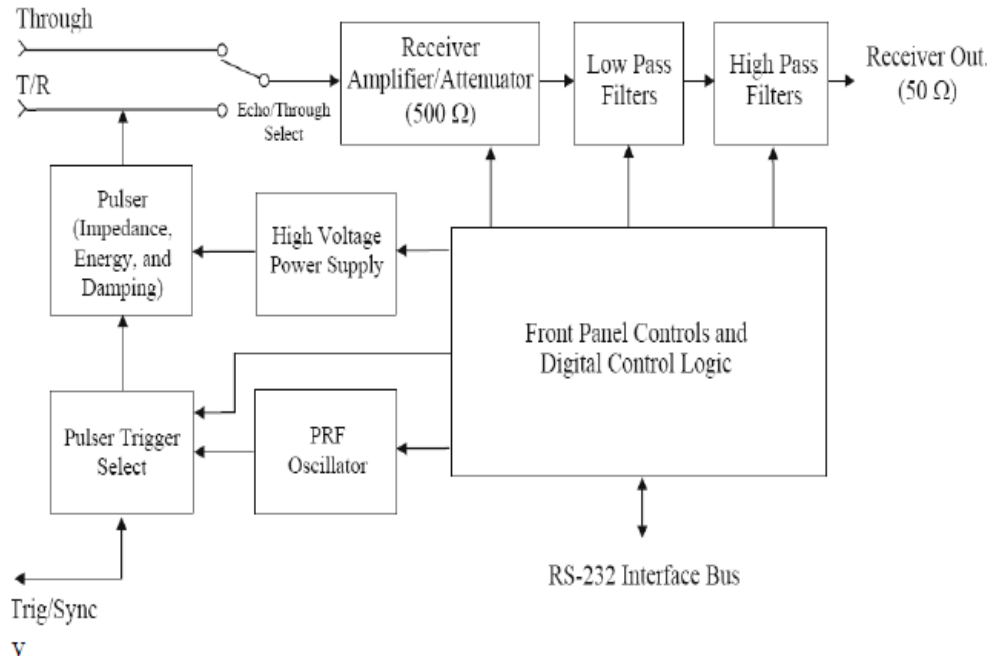 Through
T/R
Echo/Through
Select
Receiver
Amplifier/Attenuator
(500 Ω)
Low Pass
Filters
High Pass
Filters
Receiver Out.
(50 Ω)
Pulser
(Impedance,
Energy, and
Damping)
High Voltage
Power Supply
Front Panel Controls and
Digital Control Logic
Pulser Trigger
Select
PRF
Oscillator
RS-232 Interface Bus
Trig/Sync
y